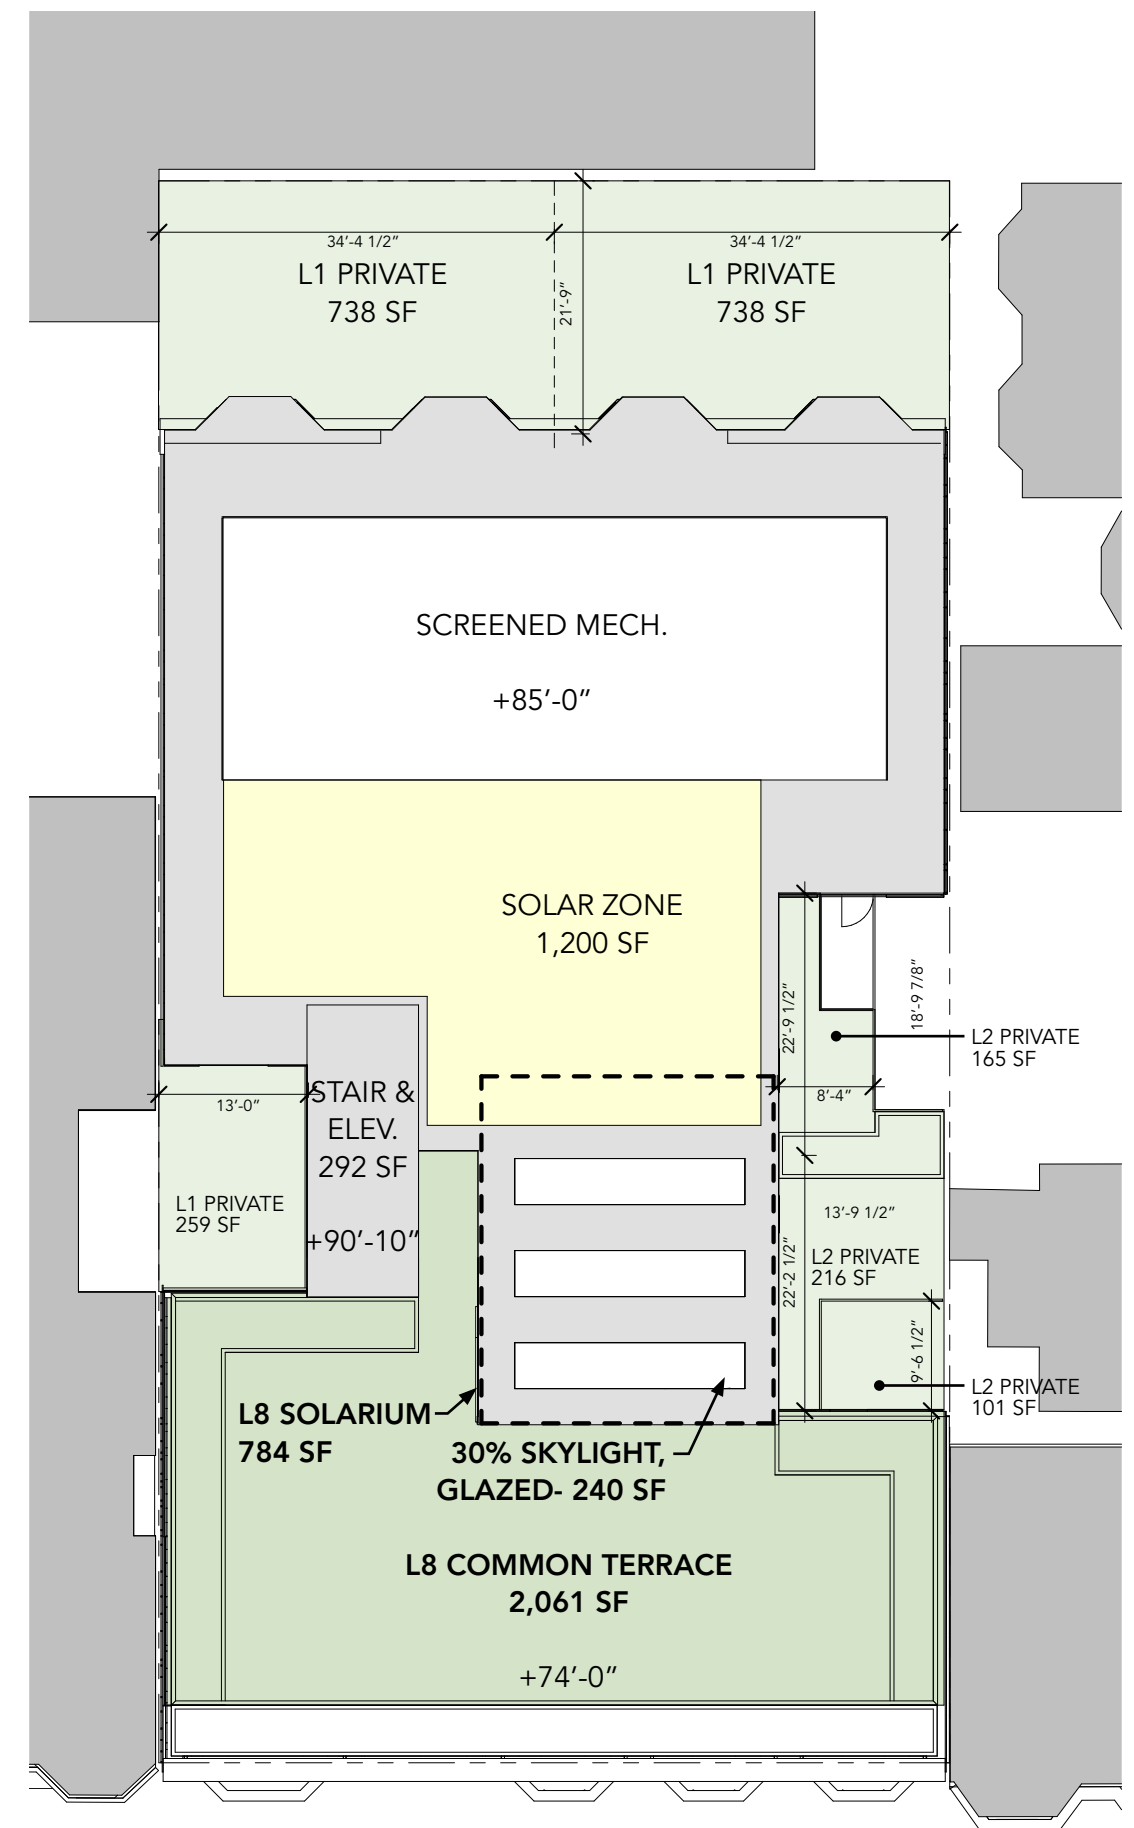 34'-4 1/2"
34'-4 1/2"
L1 PRIVATE
738 SF
21'-9"
L1 PRIVATE
738 SF
SCREENED MECH.
+85'-0"
SOLAR ZONE
1,200 SF
22'-9 1/2"
18'-9 7/8"
L2 PRIVATE
165 SF
13'-0"
STAIR &
ELEV.
292 SF
+90'-10"
8'-4"
L1 PRIVATE
259 SF
13'-9 1/2"
22'-2 1/2"
L2 PRIVATE
216 SF
9'-6 1/2"
L2 PRIVATE
101 SF
L8 SOLARIUM
784 SF
30% SKYLIGHT,
GLAZED- 240 SF
L8 COMMON TERRACE
2,061 SF
+74'-0"